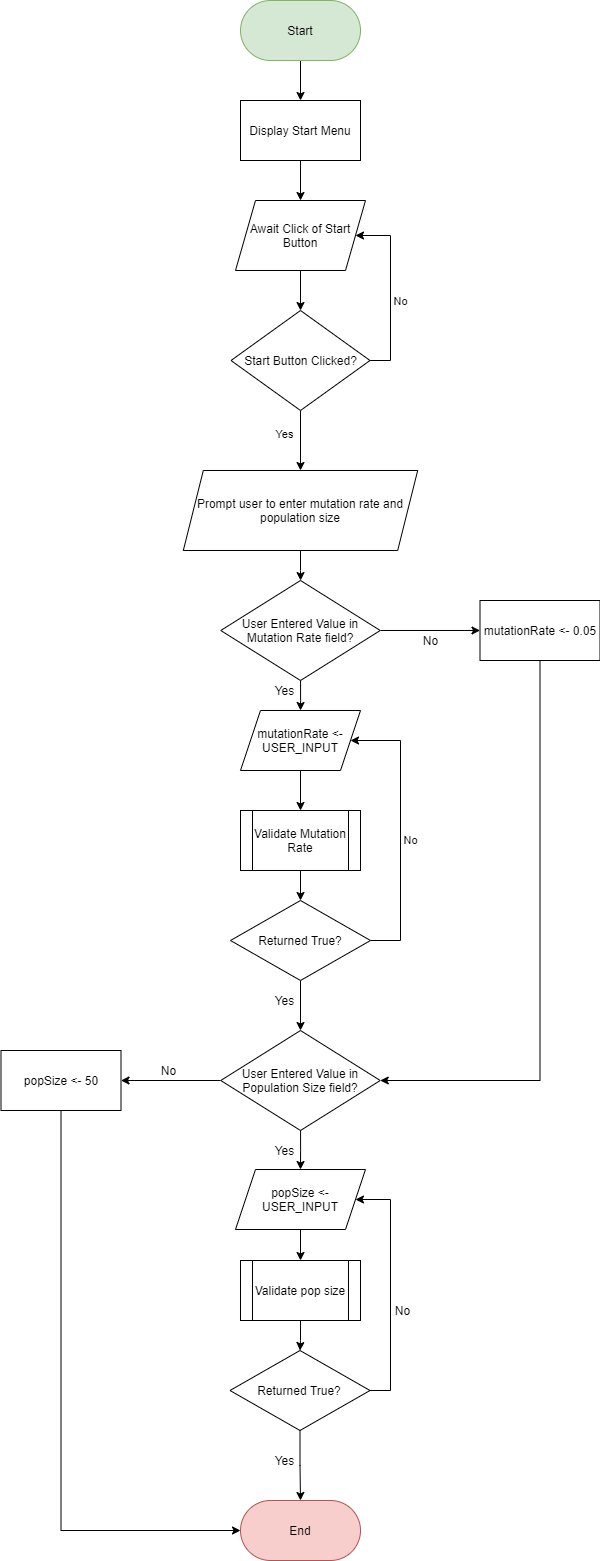 Start
Display Start Menu
Await Click of Start
Button
No
Start Button Clicked?
Yes
Prompt user to enter mutation rate and
population size
User Entered Value in
Mutation Rate field?
No
mutationRate <- 0.05
Yes
mutationRate <-
USER_INPUT
Validate Mutation
Rate
No
Returned True?
Yes
User Entered Value in
Population Size field?
No
popSize <- 50
Yes
popSize <-
USER_INPUT
Validate pop size
No
Returned True?
Yes
End